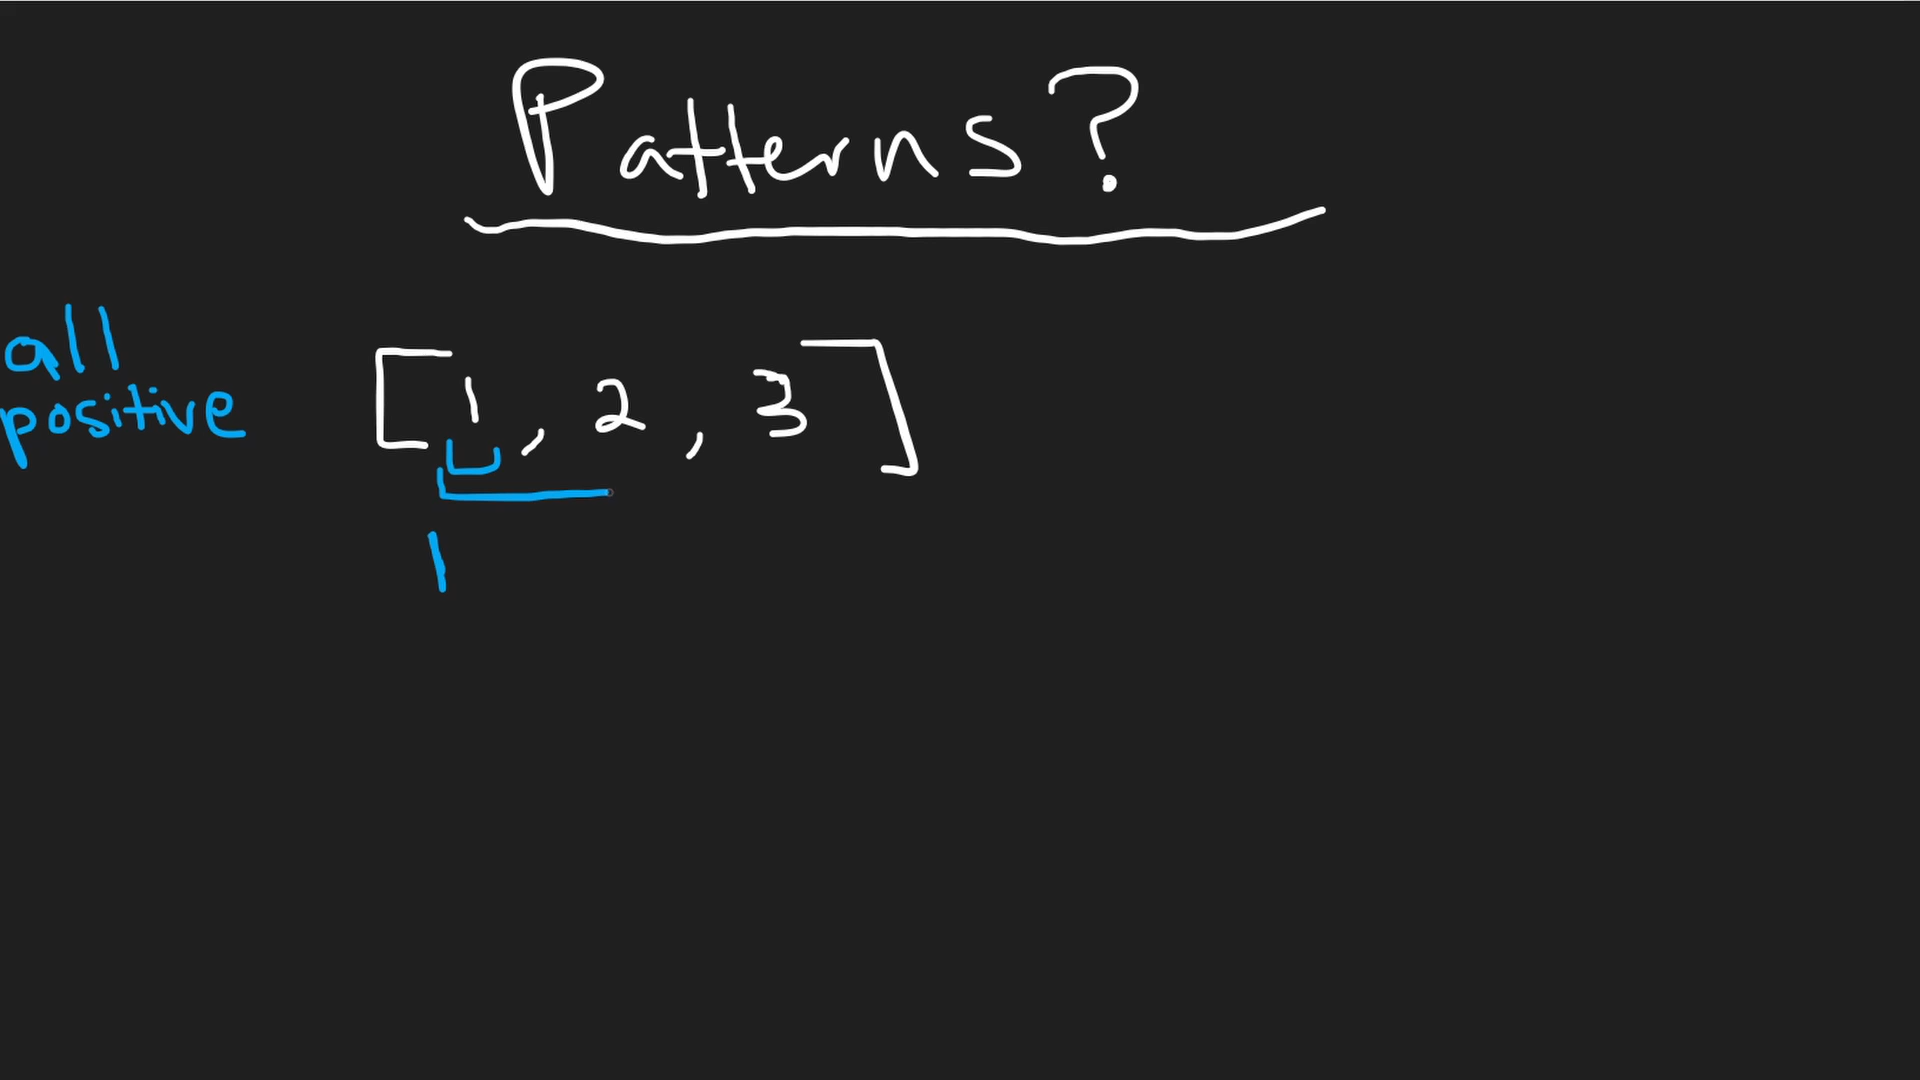 Patterns?
all
positive
[1, 2, 3]
1